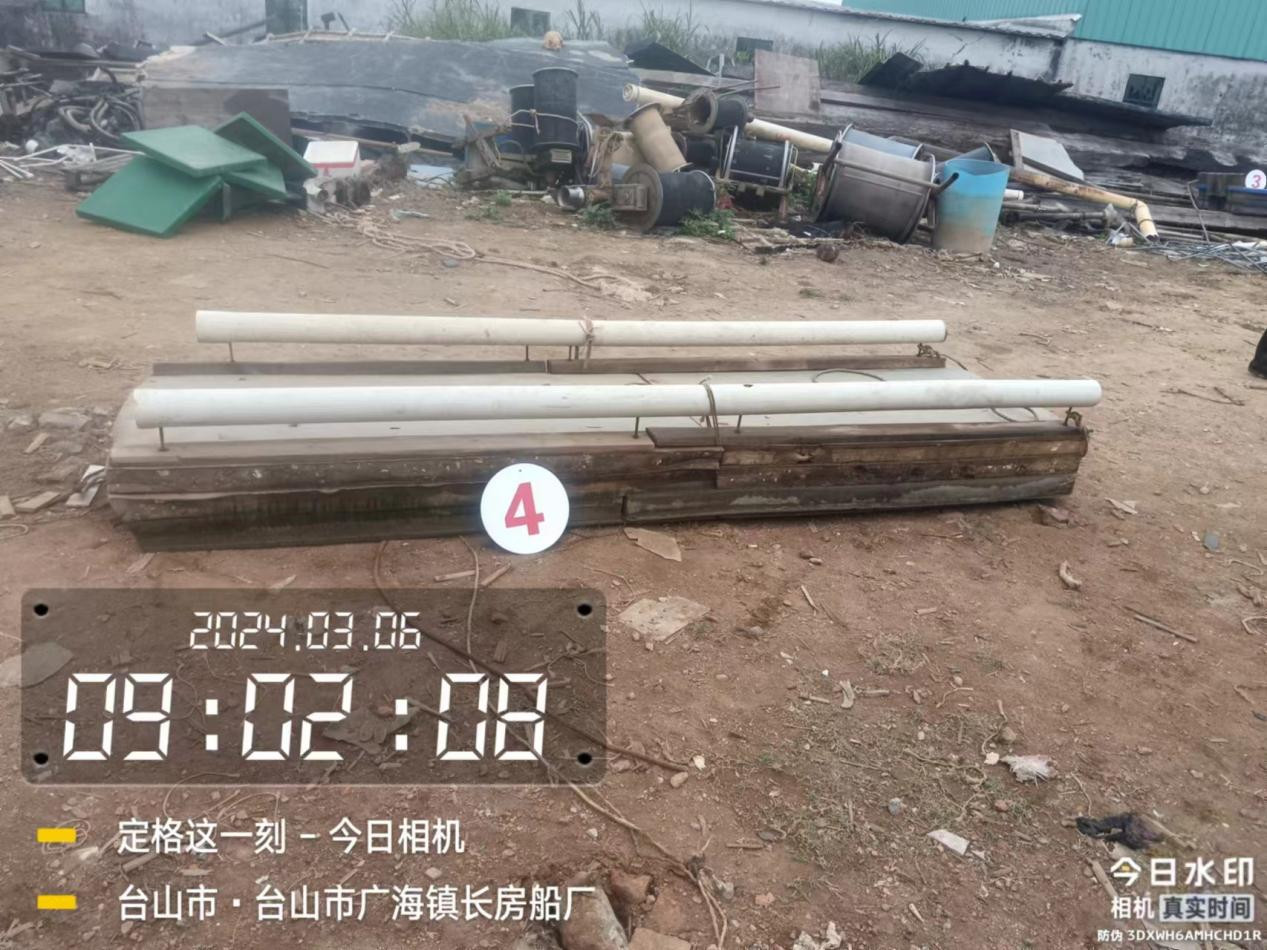 3
4
2024.03.06
09:02:08
定格这一刻 - 今日相机
台山市·台山市广海镇长房船厂
今日水印
相机 真实时间
防伪 3DXWH6AMHCHD1R